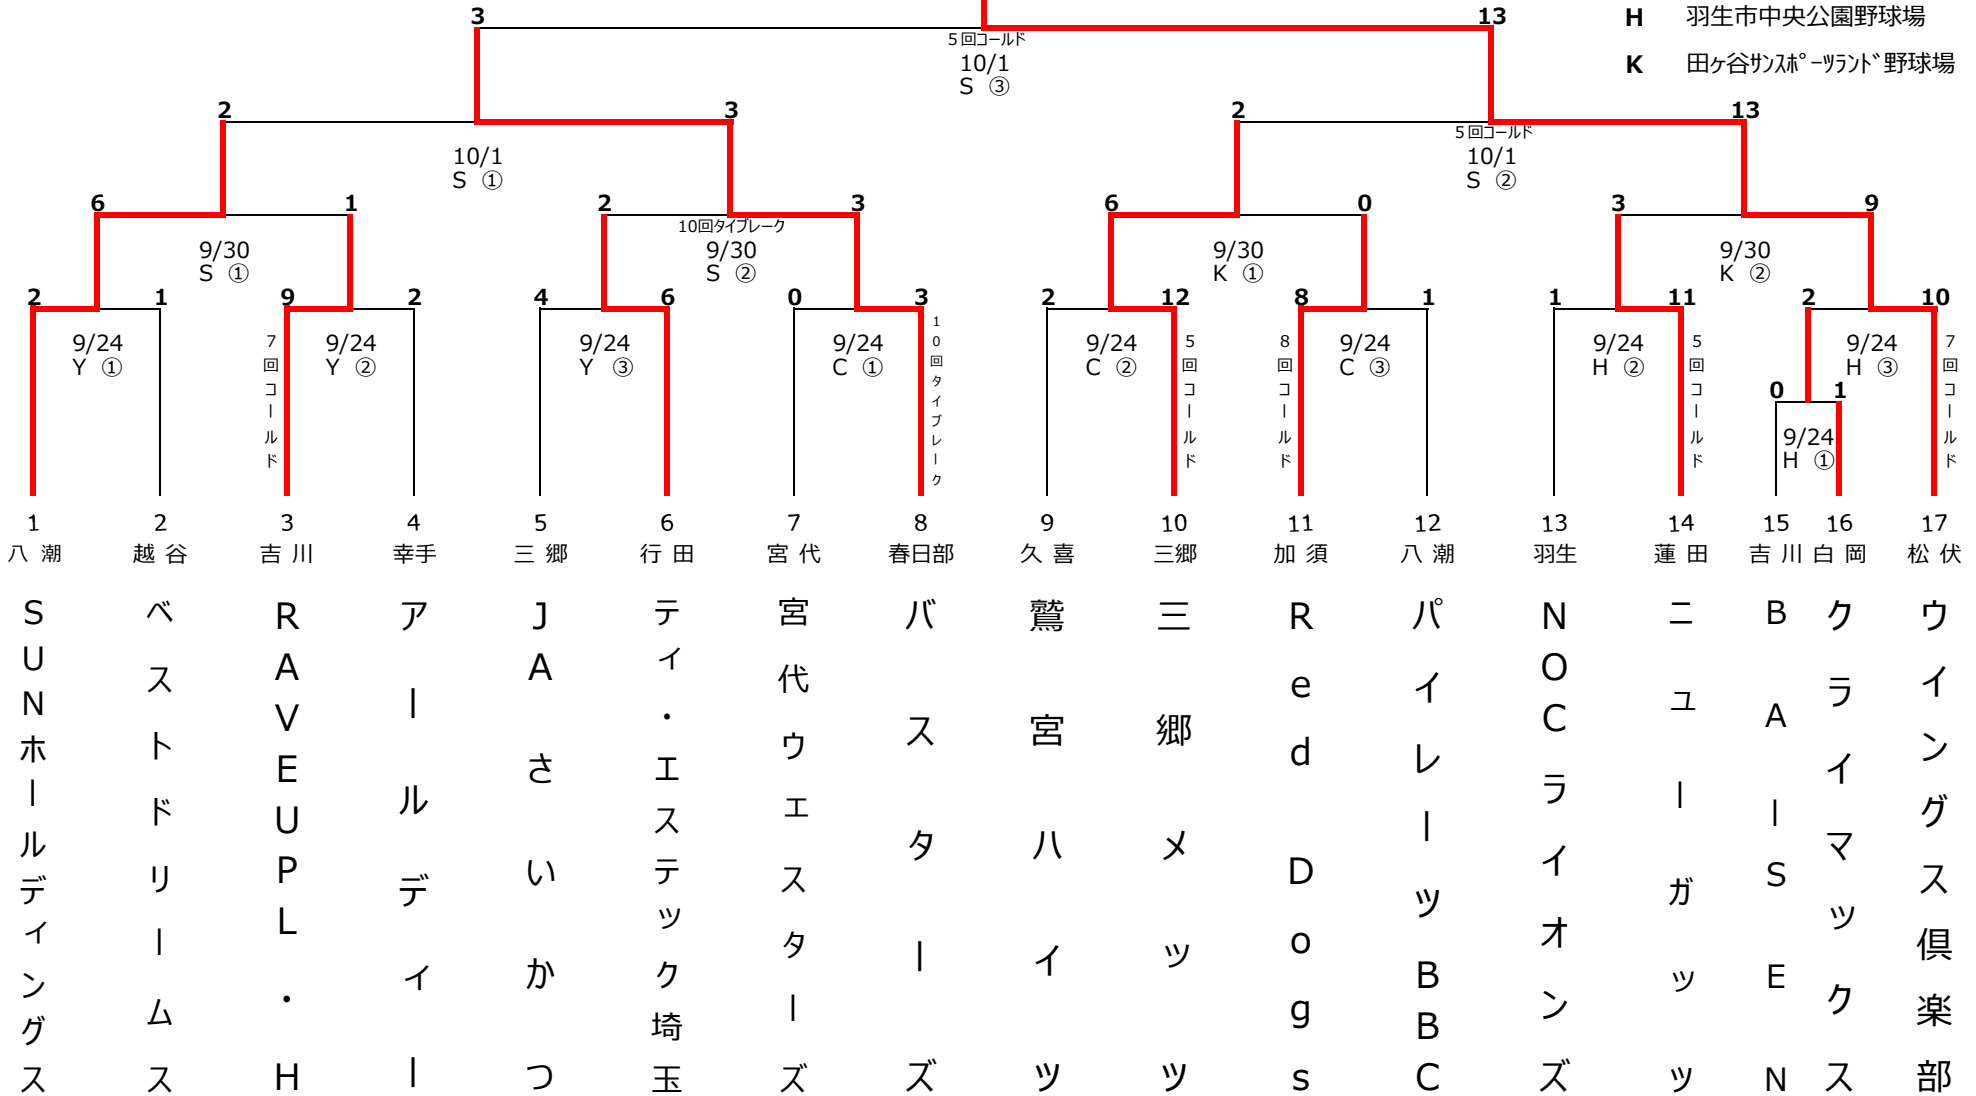 3
13
H 羽生市中央公園野球場
5回コールド
10/1
S ③
K 田ヶ谷サンスポーツランド野球場
2
3
2
13
10/1
S ①
5回コールド
10/1
S ②
6
1
2
3
6
0
3
9
9/30
S ①
10回タイブレーク
9/30
S ②
9/30
K ①
9/30
K ②
2
1
9
2
4
6
0
3
2
12
8
1
1
11
2
10
9/24
Y ①
7回コールド
9/24
Y ②
9/24
Y ③
9/24
C ①
10回タイブレーク
9/24
C ②
5回コールド
8回コールド
9/24
C ③
9/24
H ②
5回コールド
9/24
H ③
7回コールド
0
1
9/24
H ①
1 2 3 4 5 6 7 8 9 10 11 12 13 14 15 16 17
八潮 越谷 吉川 幸手 三郷 行田 宮代 春日部 久喜 三郷 加須 八潮 羽生 蓮田 吉川 白岡 松伏
SUNホールディングス
ベストドリームス
RAVEUPL・H
アールディー
JAさいかつ
ティ・エステック埼玉
宮代ウェスターズ
バスターズ
鷲宮ハイツ
三郷メッツ
Red Dogs
パイレーツBBC
NOCライオンズ
ニューガッツ
BAーSEN
クライマックス
ウイングス倶楽部